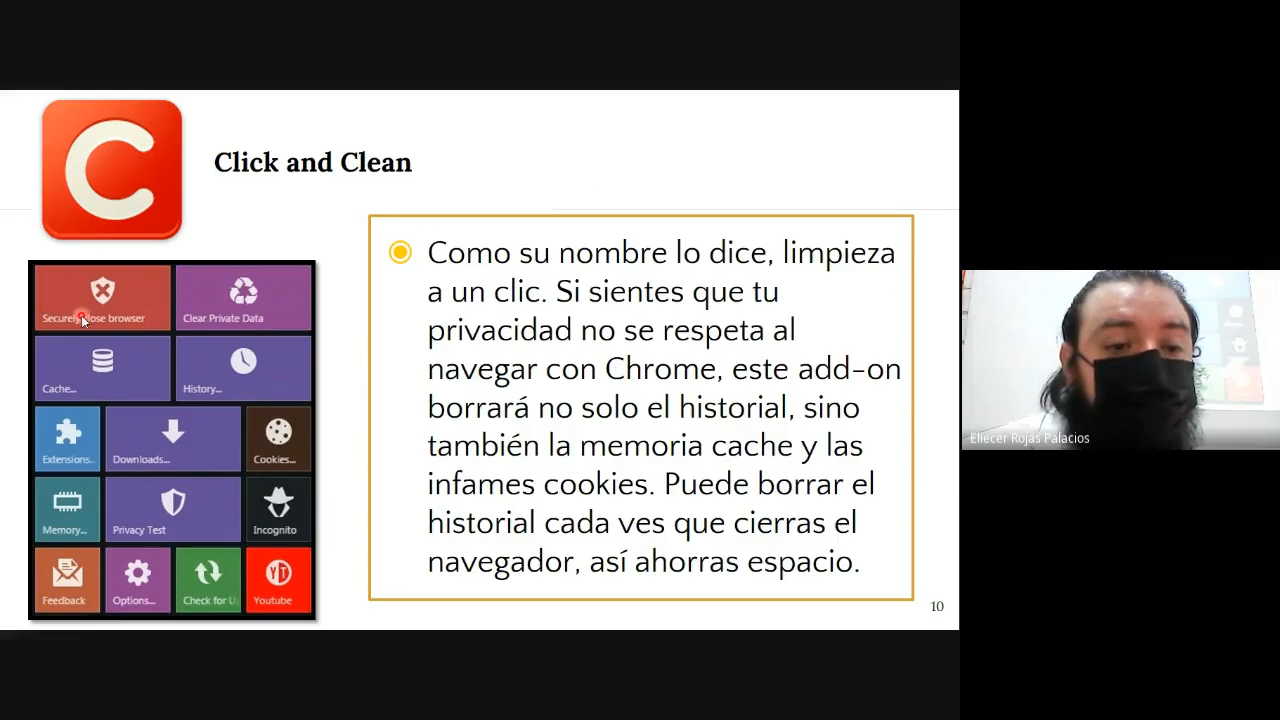 C
Click and Clean
Securely close browser
Clear Private Data
Cache...
History...
Extensions..
Downloads...
Cookies...
Memory...
Privacy Test
Incognito
Feedback
Options...
Check for U
YT
Youtube
Como su nombre lo dice, limpieza
a un clic. Si sientes que tu
privacidad no se respeta al
navegar con Chrome, este add-on
borrará no solo el historial, sino
también la memoria cache y las
infames cookies. Puede borrar el
historial cada ves que cierras el
navegador, así ahorras espacio.
10
Eliecer Rojas Palacios